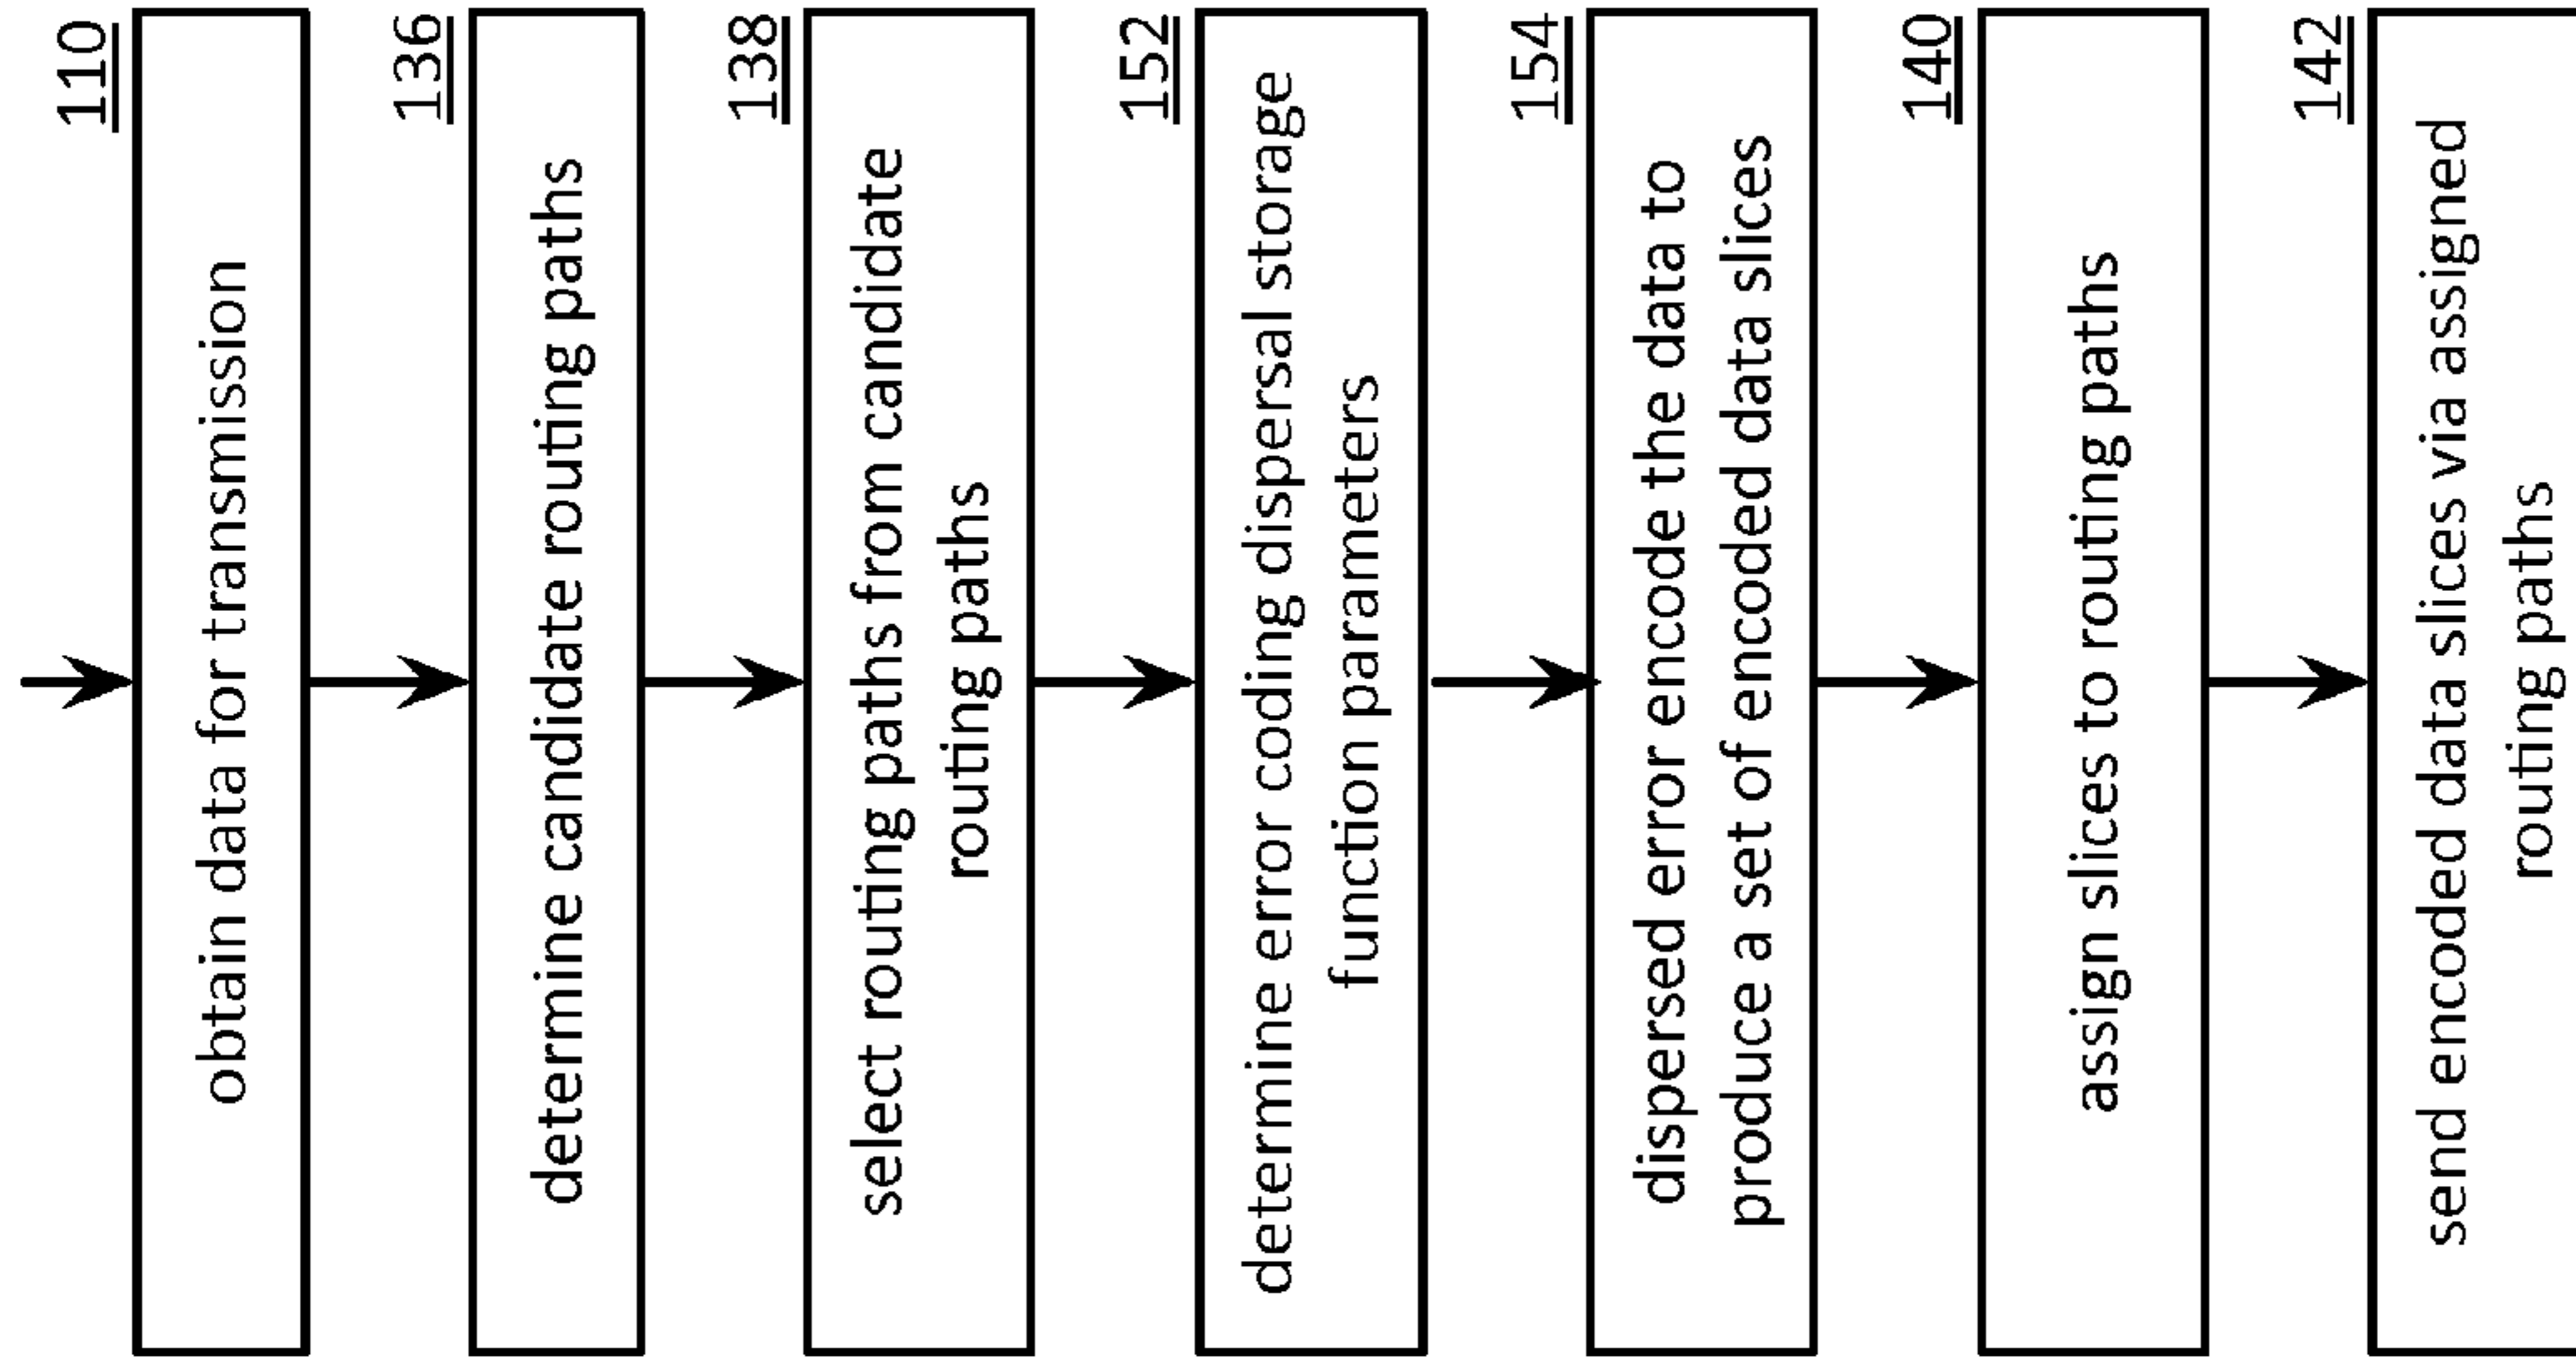 110
obtain data for transmission
136
determine candidate routing paths
138
select routing paths from candidate
routing paths
152
determine error coding dispersal storage
function parameters
154
dispersed error encode the data to
produce a set of encoded data slices
140
assign slices to routing paths
142
send encoded data slices via assigned
routing paths